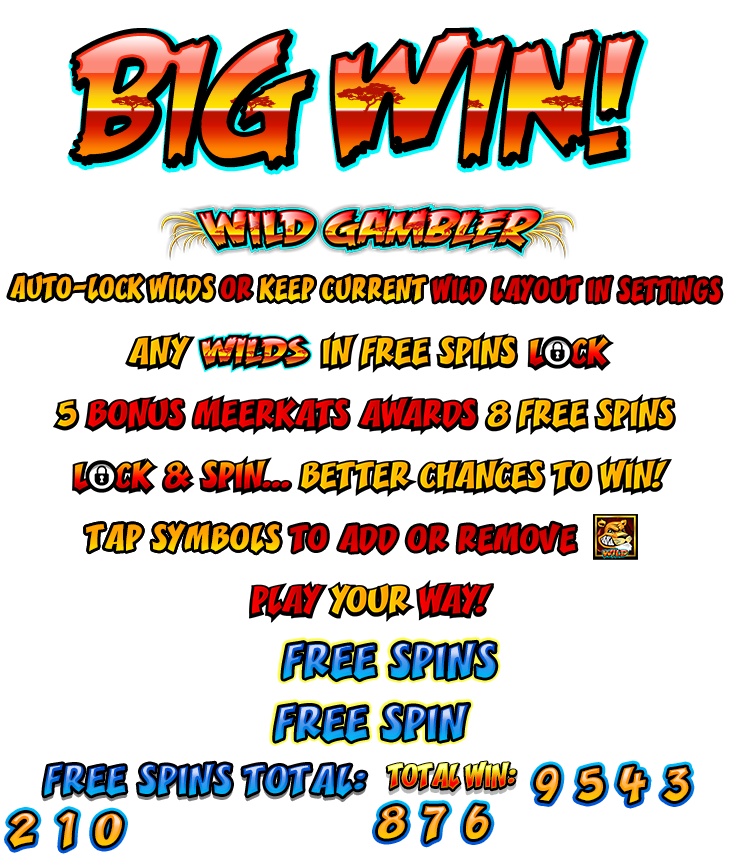 BIG WIN!
WILD GAMBLER
AUTO-LOCK WILDS OR KEEP CURRENT WILD LAYOUT IN SETTINGS
ANY WILDS IN FREE SPINS LOCK
5 BONUS MEERKATS AWARDS 8 FREE SPINS
LOCK & SPIN... BETTER CHANCES TO WIN!
TAP SYMBOLS TO ADD OR REMOVE WILD
PLAY YOUR WAY!
FREE SPINS
FREE SPIN
FREE SPINS TOTAL: TOTAL WIN: 9 5 4 3
2 1 0 8 7 6